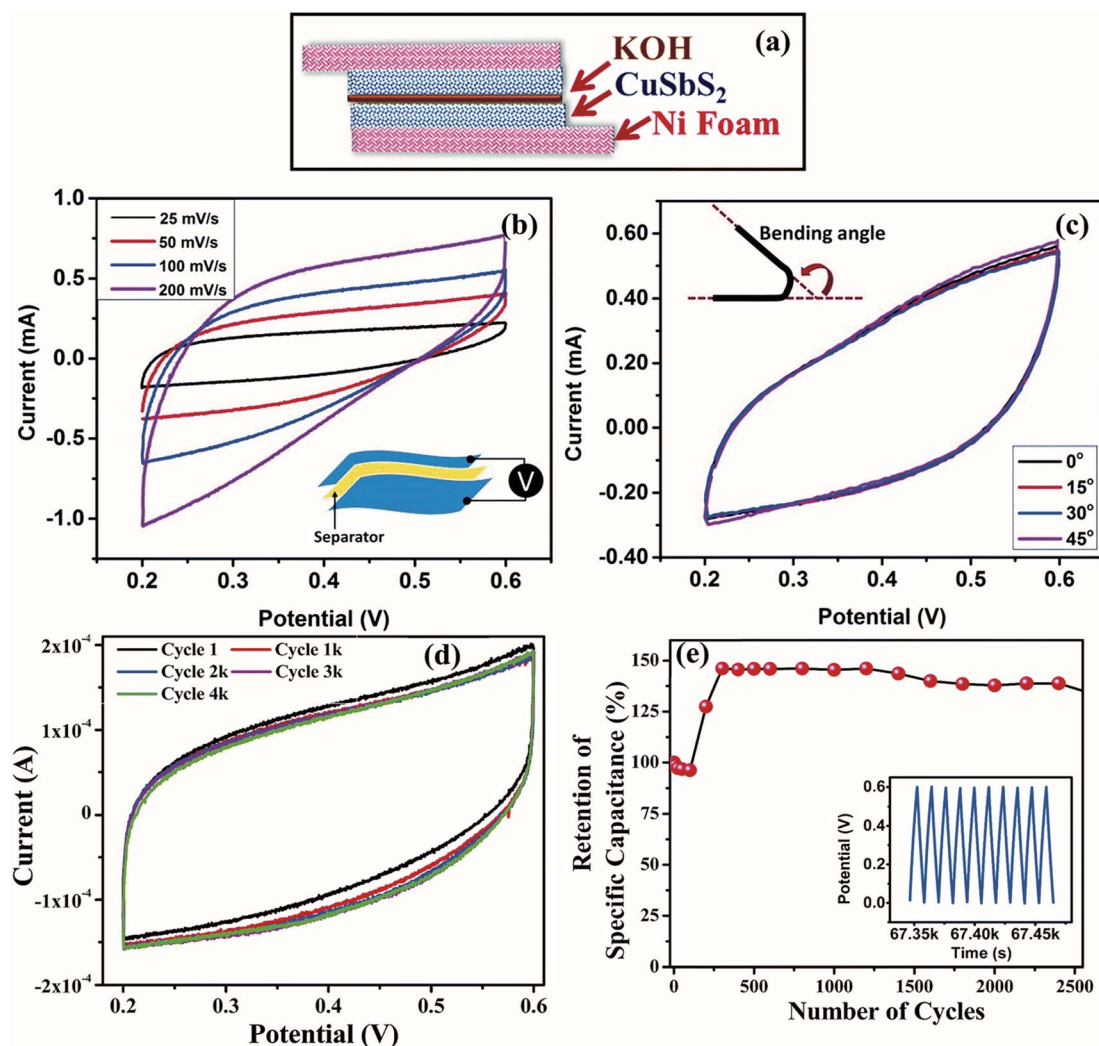 (a)
KOH
CuSbS2
Ni Foam
(b)
25 mV/s
50 mV/s
100 mV/s
200 mV/s
1.0
0.5
0.0
-0.5
-1.0
Current (mA)
0.2 0.3 0.4 0.5 0.6
Potential (V)
Separator
V
(c)
Bending angle
0.60
0.40
0.20
0.00
-0.20
-0.40
Current (mA)
0°
15°
30°
45°
0.2 0.3 0.4 0.5 0.6
Potential (V)
(d)
Cycle 1 Cycle 1k
Cycle 2k Cycle 3k
Cycle 4k
2x10-4
1x10-4
0
-1x10-4
-2x10-4
Current (A)
0.2 0.3 0.4 0.5 0.6
Potential (V)
(e)
150
125
100
75
50
25
0
Retention of
Specific Capacitance (%)
0 500 1000 1500 2000 2500
Number of Cycles
0.6
0.4
0.2
0.0
Potential (V)
67.35k 67.40k 67.45k
Time (s)